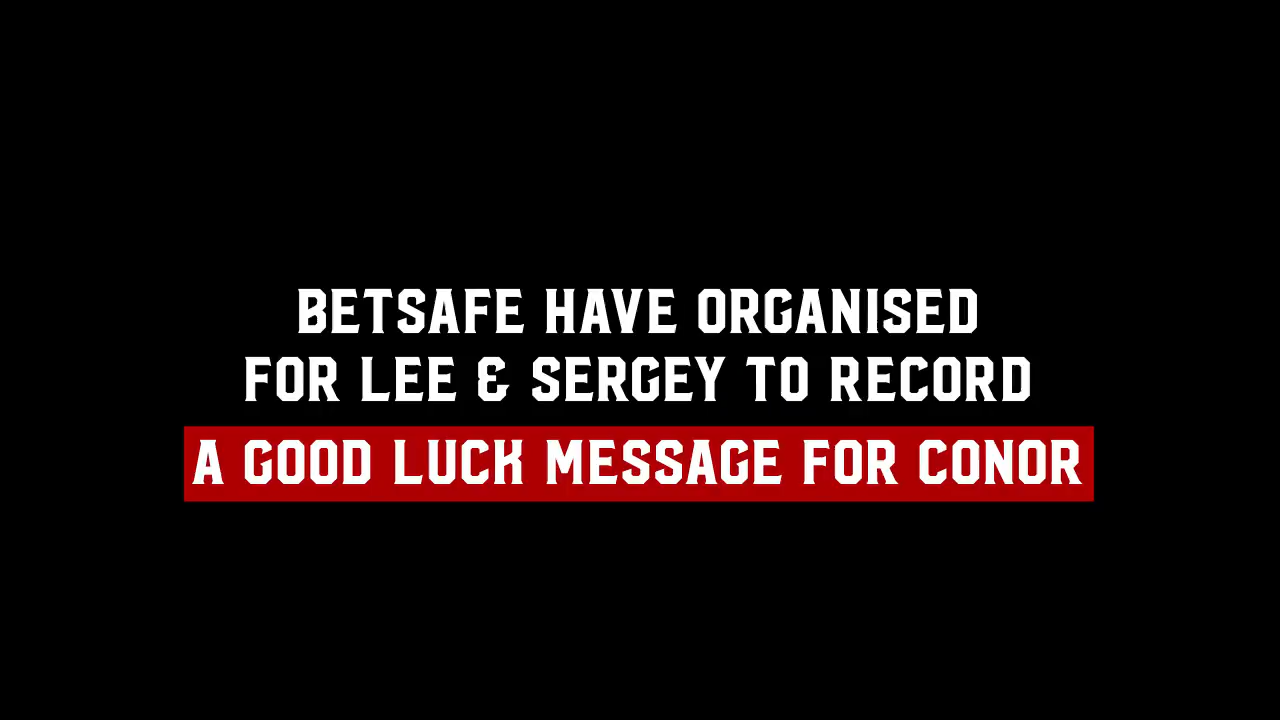 BETSAFE HAVE ORGANISED
FOR LEE & SERGEY TO RECORD
A GOOD LUCK MESSAGE FOR CONOR